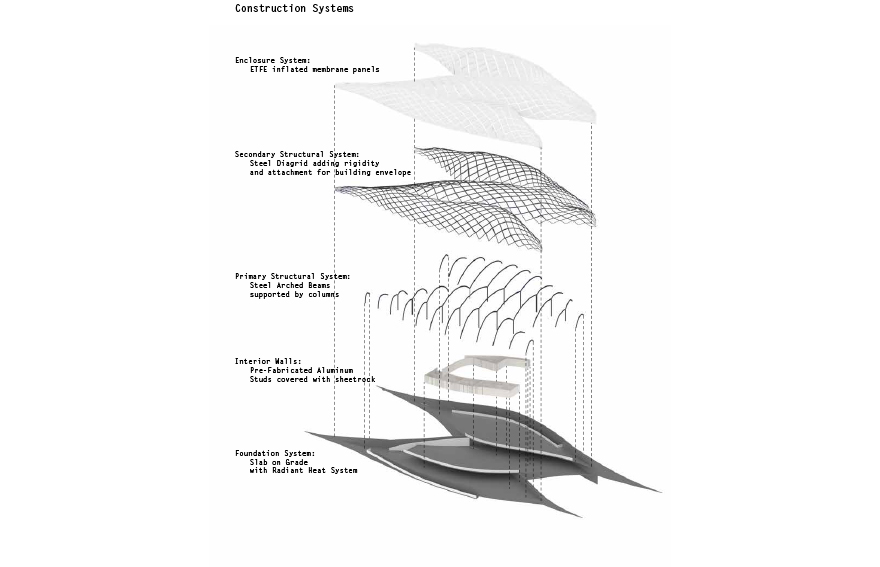 Construction Systems
Enclosure System:
ETFE inflated membrane panels
Secondary Structural System:
Steel Diagrid adding rigidity
and attachment for building envelope
Primary Structural System:
Steel Arched Beams
supported by columns
Interior Walls:
Pre-Fabricated Aluminum
Studs covered with sheetrock
Foundation System:
Slab on Grade
with Radiant Heat System